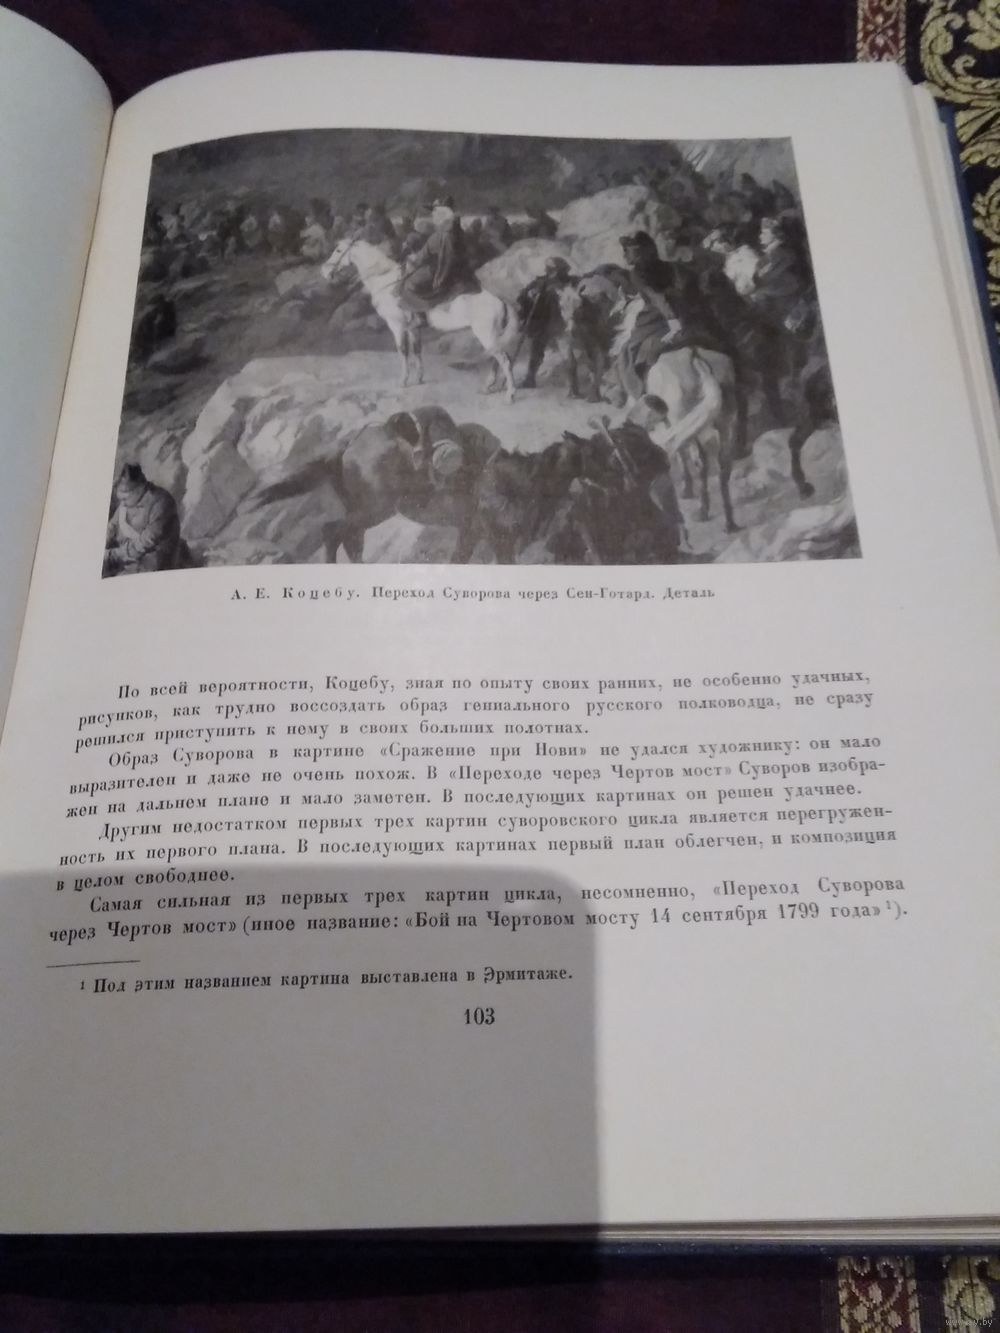 А. Е. Коцебу. Переход Суворова через Сен-Готард. Деталь
По всей вероятности, Коцебу, зная по опыту своих ранних, не особенно удачных,
рисунков, как трудно воссоздать образ гениального русского полководца, не сразу
решился приступить к нему в своих больших полотнах.
Образ Суворова в картине «Сражение при Нови» не удался художнику: он мало
выразителен и даже не очень похож. В «Переходе через Чертов мост» Суворов изобра-
жен на дальнем плане и мало заметен. В последующих картинах он решен удачнее.
Другим недостатком первых трех картин суворовского цикла является перегружен-
ность их первого плана. В последующих картинах первый план облегчен, и композиция
в целом свободнее.
Самая сильная из первых трех картин цикла, несомненно, «Переход Суворова
через Чертов мост» (иное название: «Бой на Чертовом мосту 14 сентября 1799 года» ¹).
¹ Под этим названием картина выставлена в Эрмитаже.
103
www.ay.by